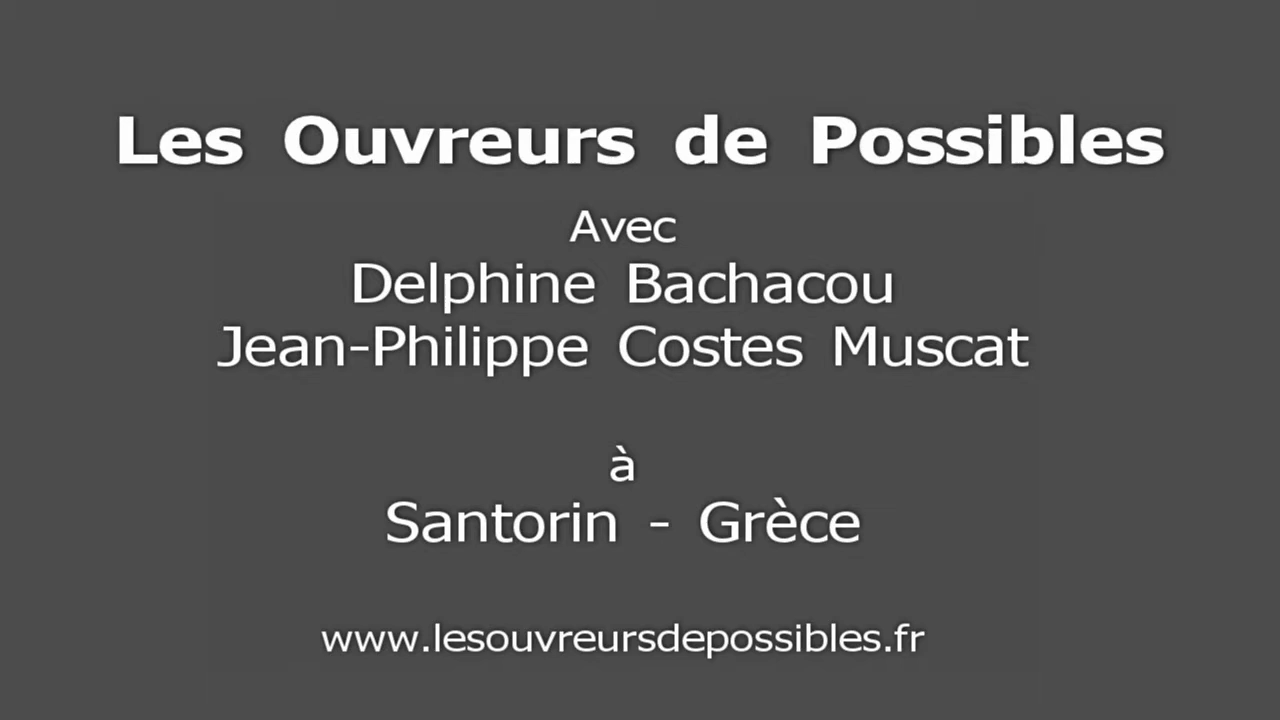 Les Ouvreurs de Possibles
Avec
Delphine Bachacou
Jean-Philippe Costes Muscat
à
Santorin - Grèce
www.lesouvreursdepossibles.fr